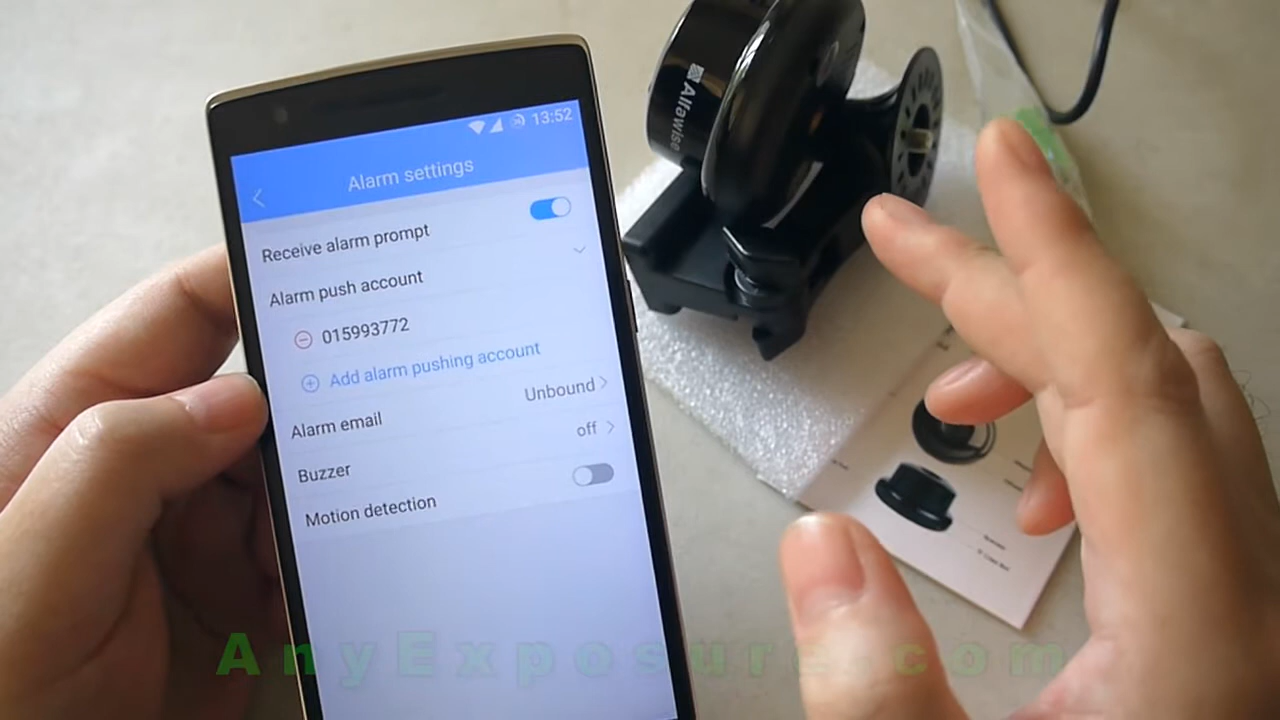 13:52
Alarm settings
Receive alarm prompt
Alarm push account
015993772
Add alarm pushing account
Alarm email
Unbound
Buzzer
off
Motion detection
Alfawise
AnyExposure.com